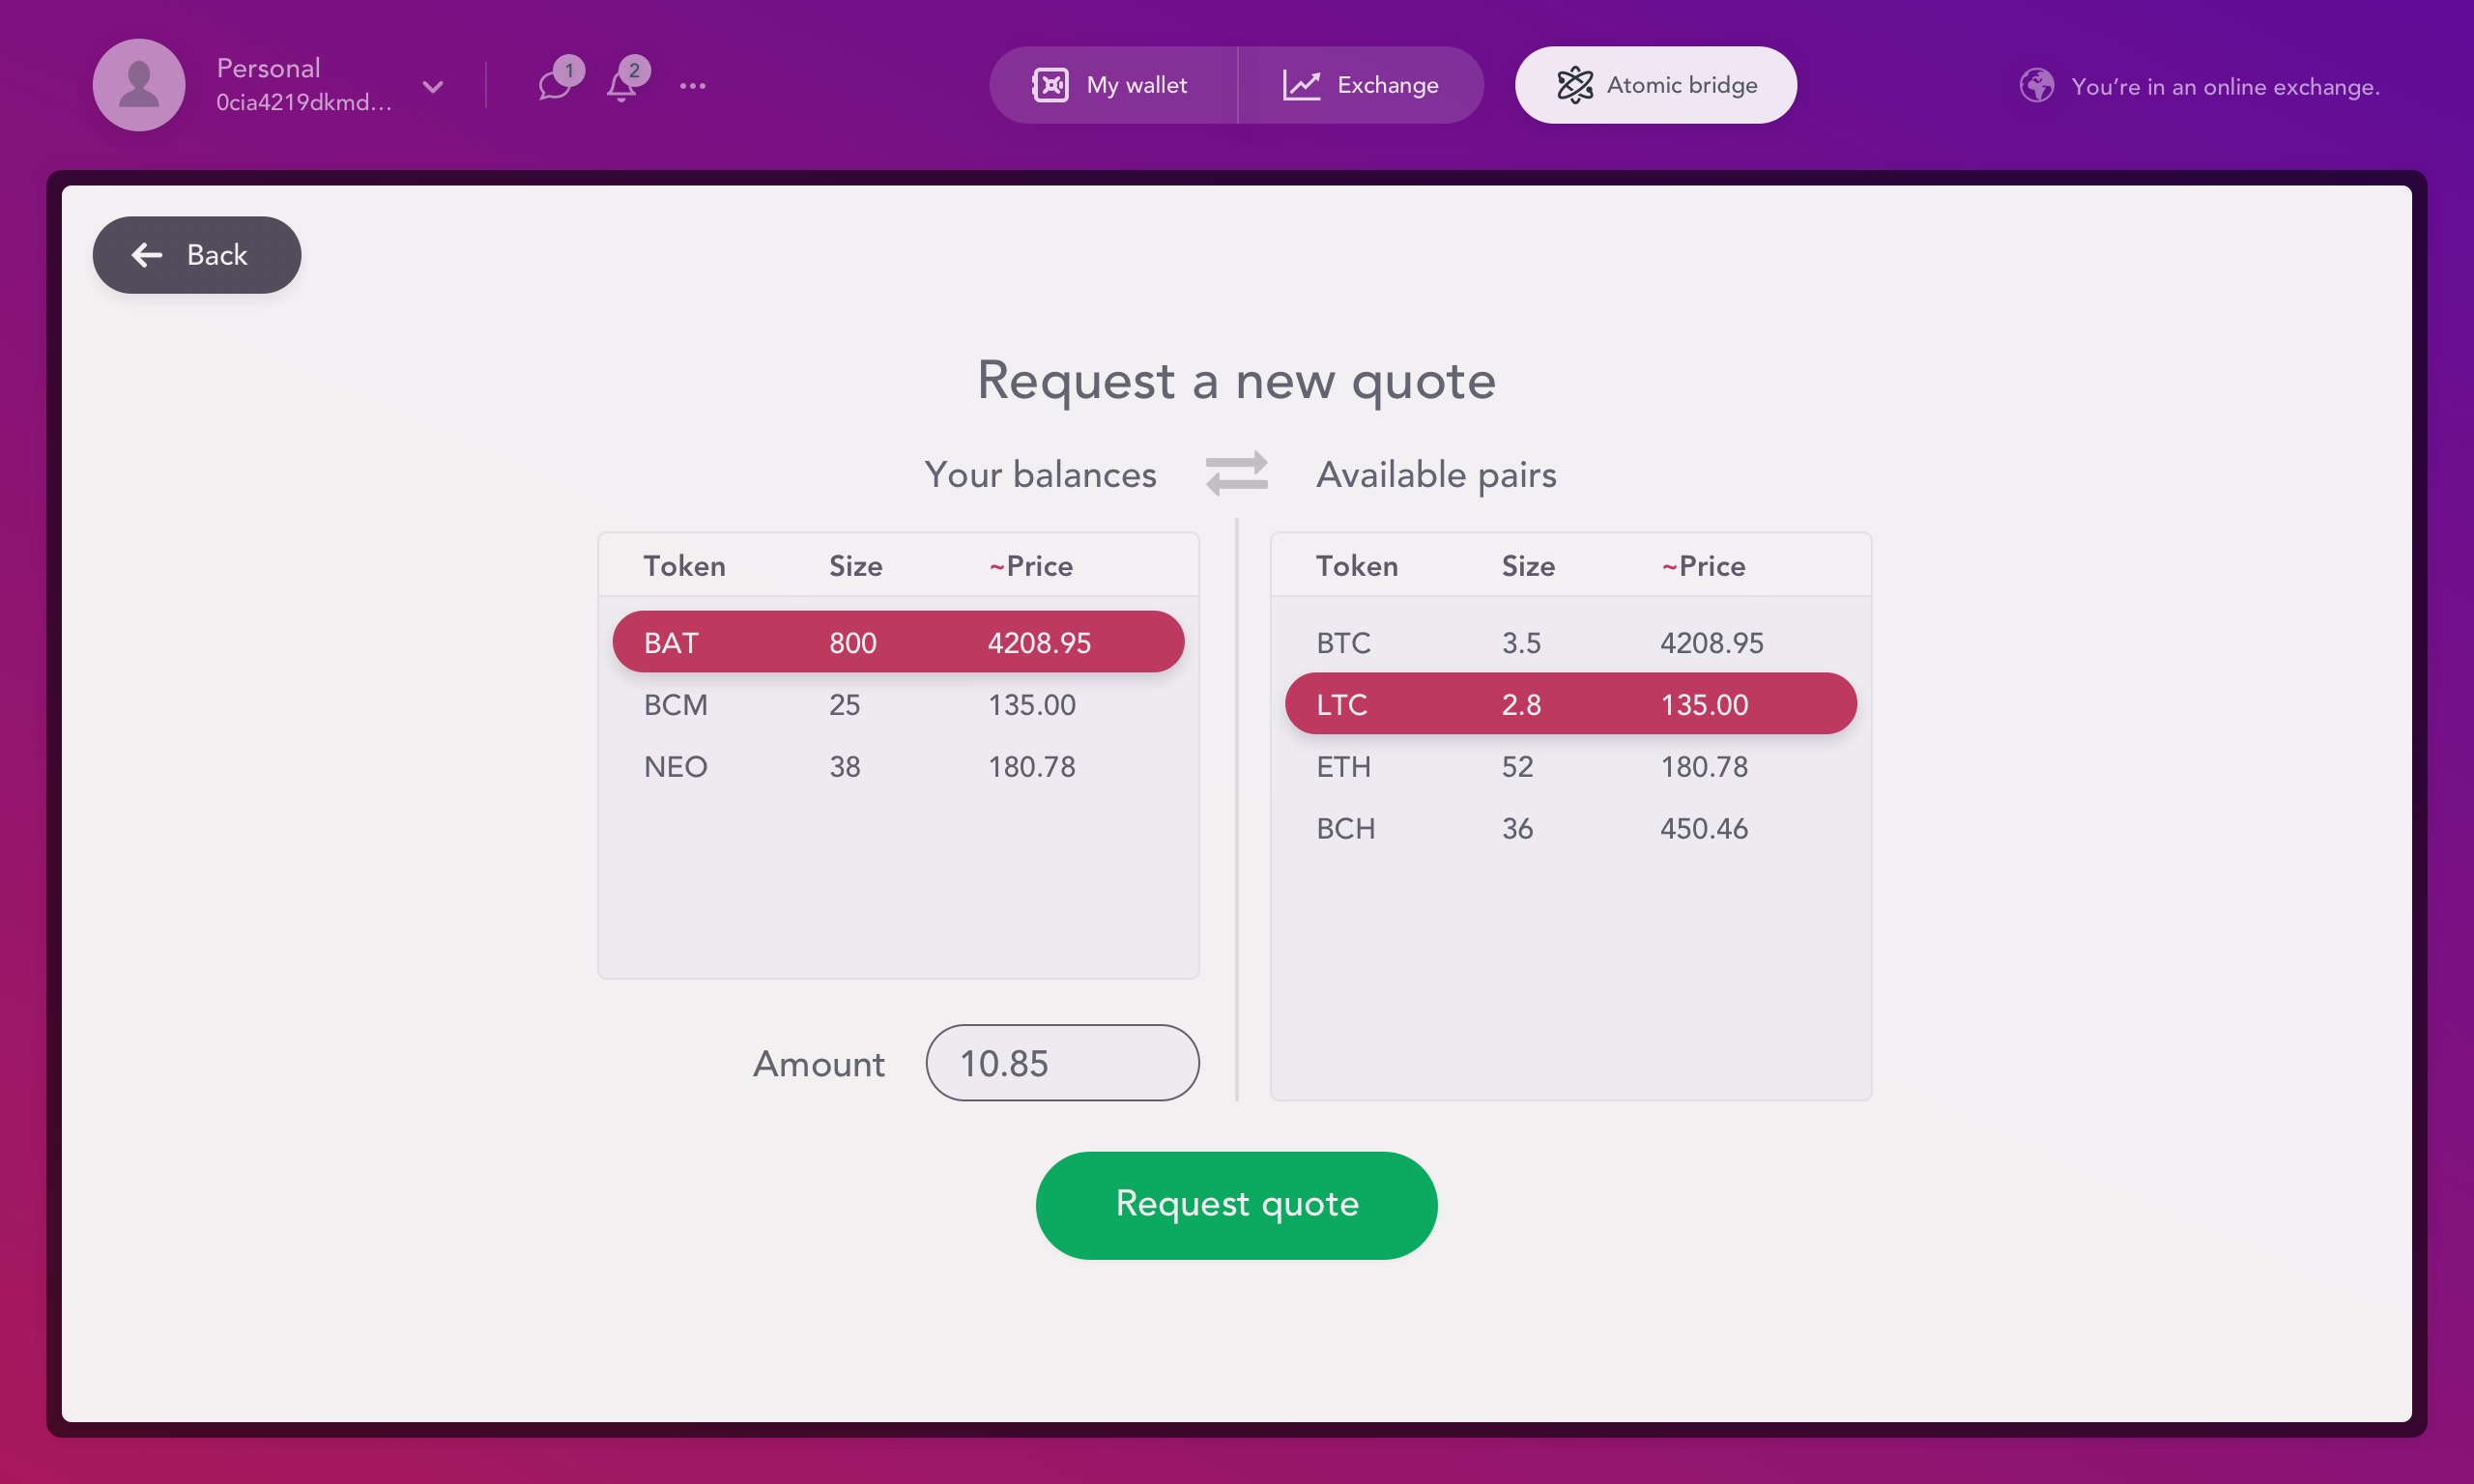 Personal
0cia4219dkmd...
1
2
My wallet
Exchange
Atomic bridge
You’re in an online exchange.
Back
Request a new quote
Your balances
Available pairs
Token Size ~Price
BAT 800 4208.95
BCM 25 135.00
NEO 38 180.78
Amount 10.85
Token Size ~Price
BTC 3.5 4208.95
LTC 2.8 135.00
ETH 52 180.78
BCH 36 450.46
Request quote